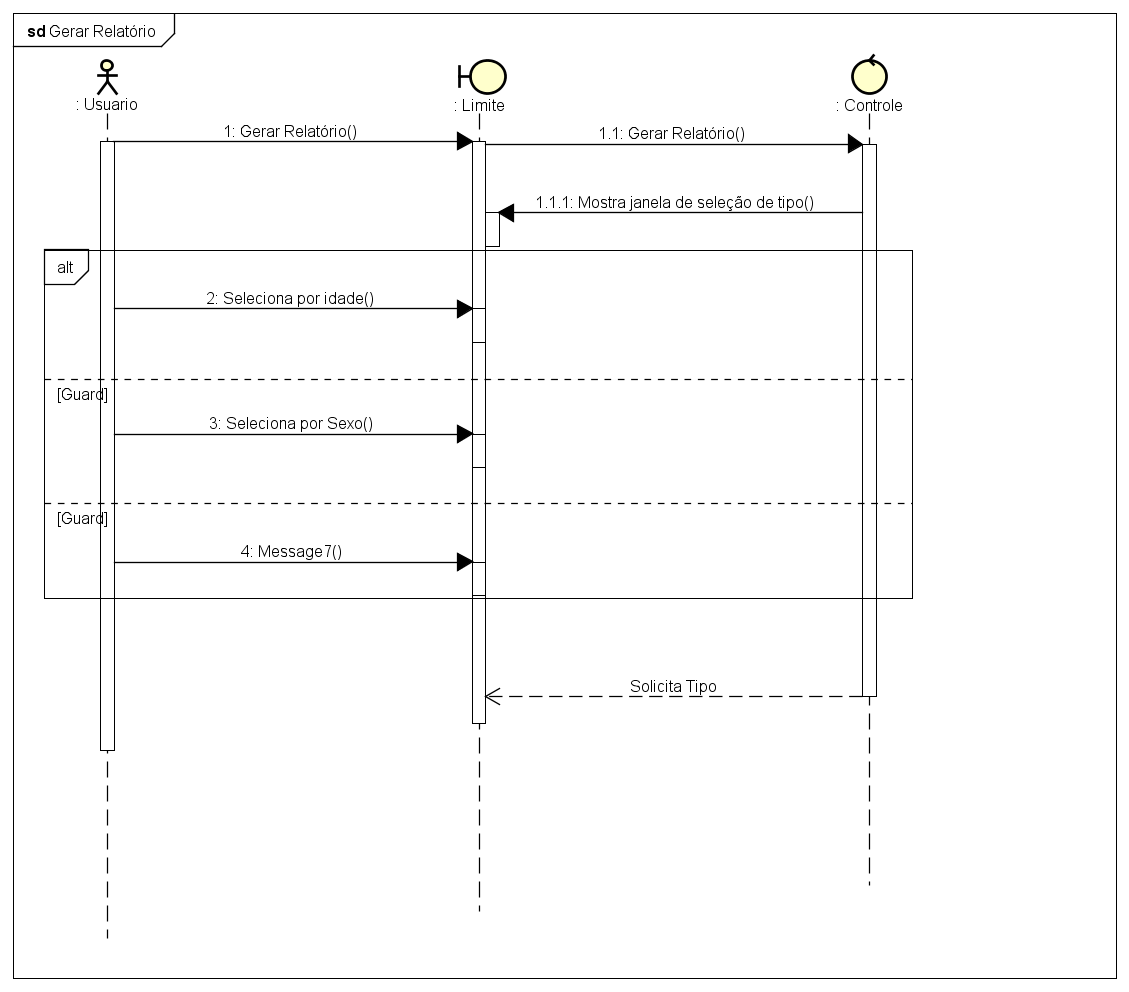 sd Gerar Relatório
: Usuario
: Limite
: Controle
1: Gerar Relatório()
1.1: Gerar Relatório()
1.1.1: Mostra janela de seleção de tipo()
alt
2: Seleciona por idade()
[Guard]
3: Seleciona por Sexo()
[Guard]
4: Message7()
Solicita Tipo